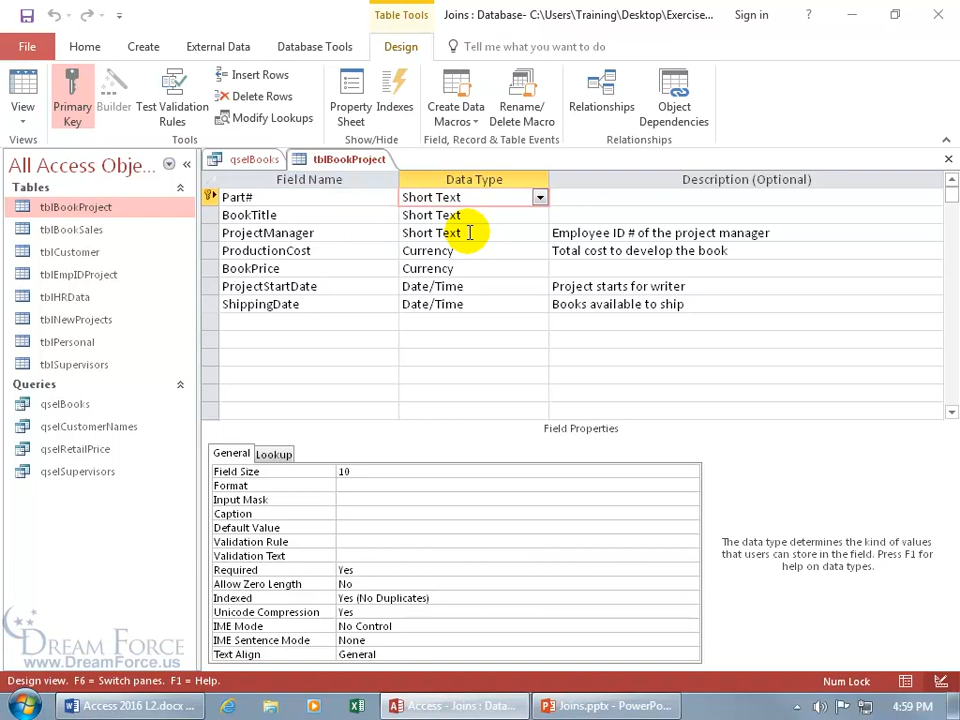 Table Tools
Joins : Database- C:\Users\Training\Desktop\Exercise...
Sign in
?
File
Home
Create
External Data
Database Tools
Design
Tell me what you want to do
View
Primary Key
Builder
Test Validation Rules
Insert Rows
Delete Rows
Modify Lookups
Property Sheet
Indexes
Create Data Macros
Rename/ Delete Macro
Relationships
Object Dependencies
Views
Tools
Show/Hide
Field, Record & Table Events
Relationships
All Access Obje...
Tables
tblBookProject
tblBookSales
tblCustomer
tblEmpIDProject
tblHRData
tblNewProjects
tblPersonal
tblSupervisors
Queries
qselBooks
qselCustomerNames
qselRetailPrice
qselSupervisors
qselBooks
tblBookProject
Field Name Data Type Description (Optional)
Part# Short Text
BookTitle Short Text
ProjectManager Short Text Employee ID # of the project manager
ProductionCost Currency Total cost to develop the book
BookPrice Currency
ProjectStartDate Date/Time Project starts for writer
ShippingDate Date/Time Books available to ship
Field Properties
General Lookup
Field Size 10
Format
Input Mask
Caption
Default Value
Validation Rule
Validation Text
Required Yes
Allow Zero Length No
Indexed Yes (No Duplicates)
Unicode Compression Yes
IME Mode No Control
IME Sentence Mode None
Text Align General
The data type determines the kind of values
that users can store in the field. Press F1 for
help on data types.
DREAM FORCE
www.DreamForce.us
Design view. F6 = Switch panes. F1 = Help.
Num Lock
Access 2016 L2.docx ...
Access - Joins : Data...
Joins.pptx - PowerPo...
4:59 PM